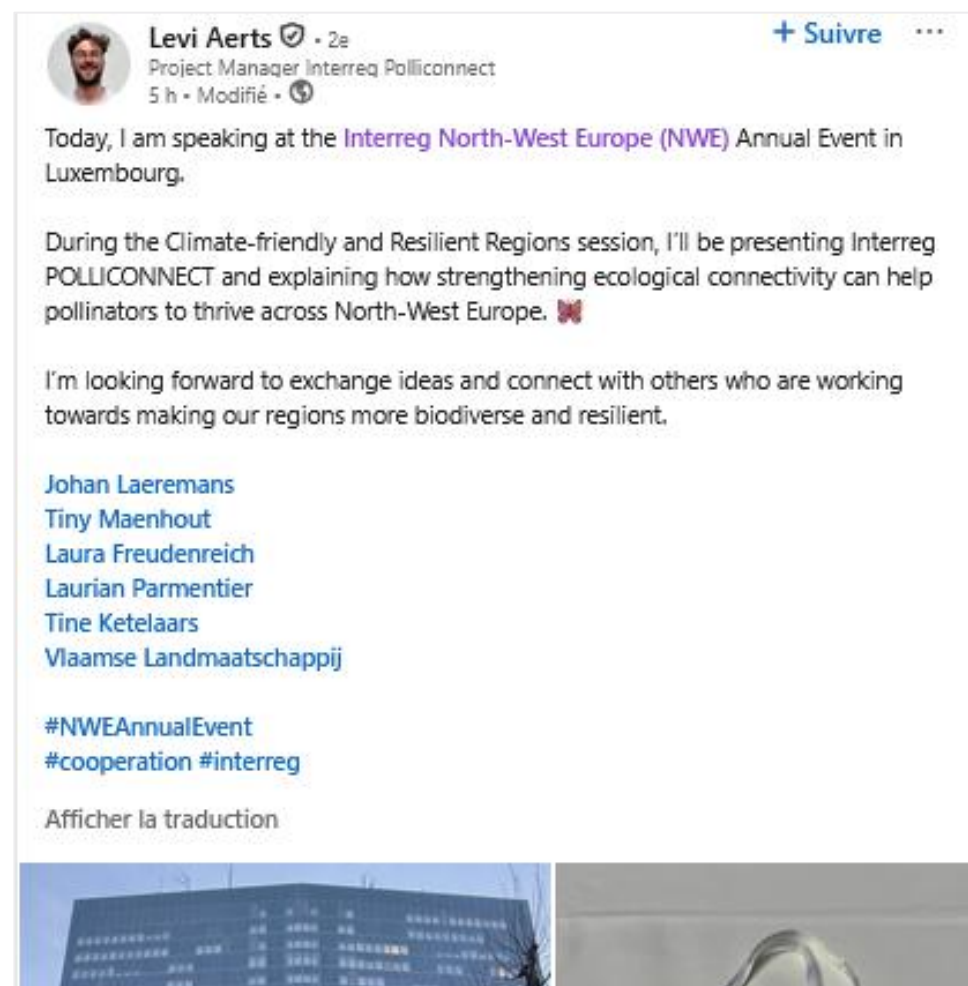 Levi Aerts · 2e
+ Suivre ···
Project Manager Interreg Polliconnect
5 h · Modifié ·
Today, I am speaking at the Interreg North-West Europe (NWE) Annual Event in
Luxembourg.
During the Climate-friendly and Resilient Regions session, I'll be presenting Interreg
POLLICONNECT and explaining how strengthening ecological connectivity can help
pollinators to thrive across North-West Europe.
I'm looking forward to exchange ideas and connect with others who are working
towards making our regions more biodiverse and resilient.
Johan Laeremans
Tiny Maenhout
Laura Freudenreich
Laurian Parmentier
Tine Ketelaars
Vlaamse Landmaatschappij
#NWEAnnualEvent
#cooperation #interreg
Afficher la traduction